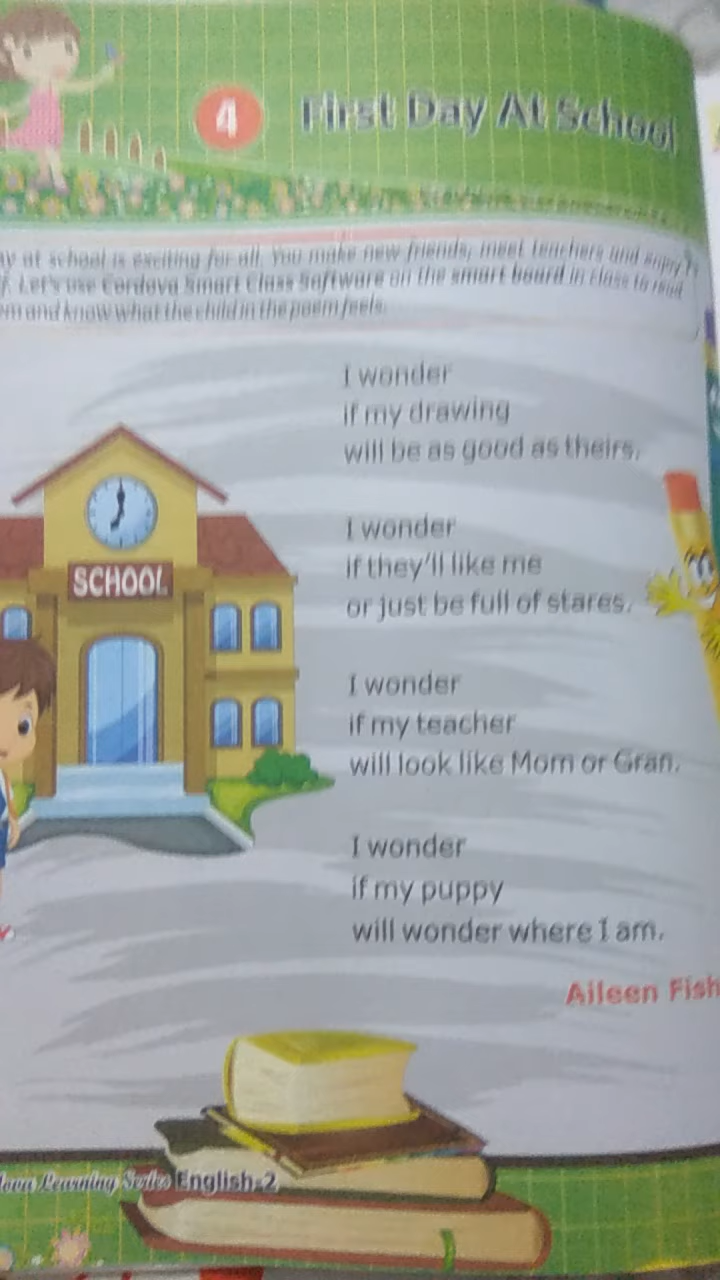 4
First Day At School
ay at school is exciting for all. You make new friends, meet teachers and enjoy
f. Let's use Cordova Smart Class Software on the smart board in class to read
em and know what the child in the poem feels.
I wonder
if my drawing
will be as good as theirs.
I wonder
if they'll like me
or just be full of stares.
SCHOOL
I wonder
if my teacher
will look like Mom or Gran.
I wonder
if my puppy
will wonder where I am.
Aileen Fish
dova Learning Series English-2